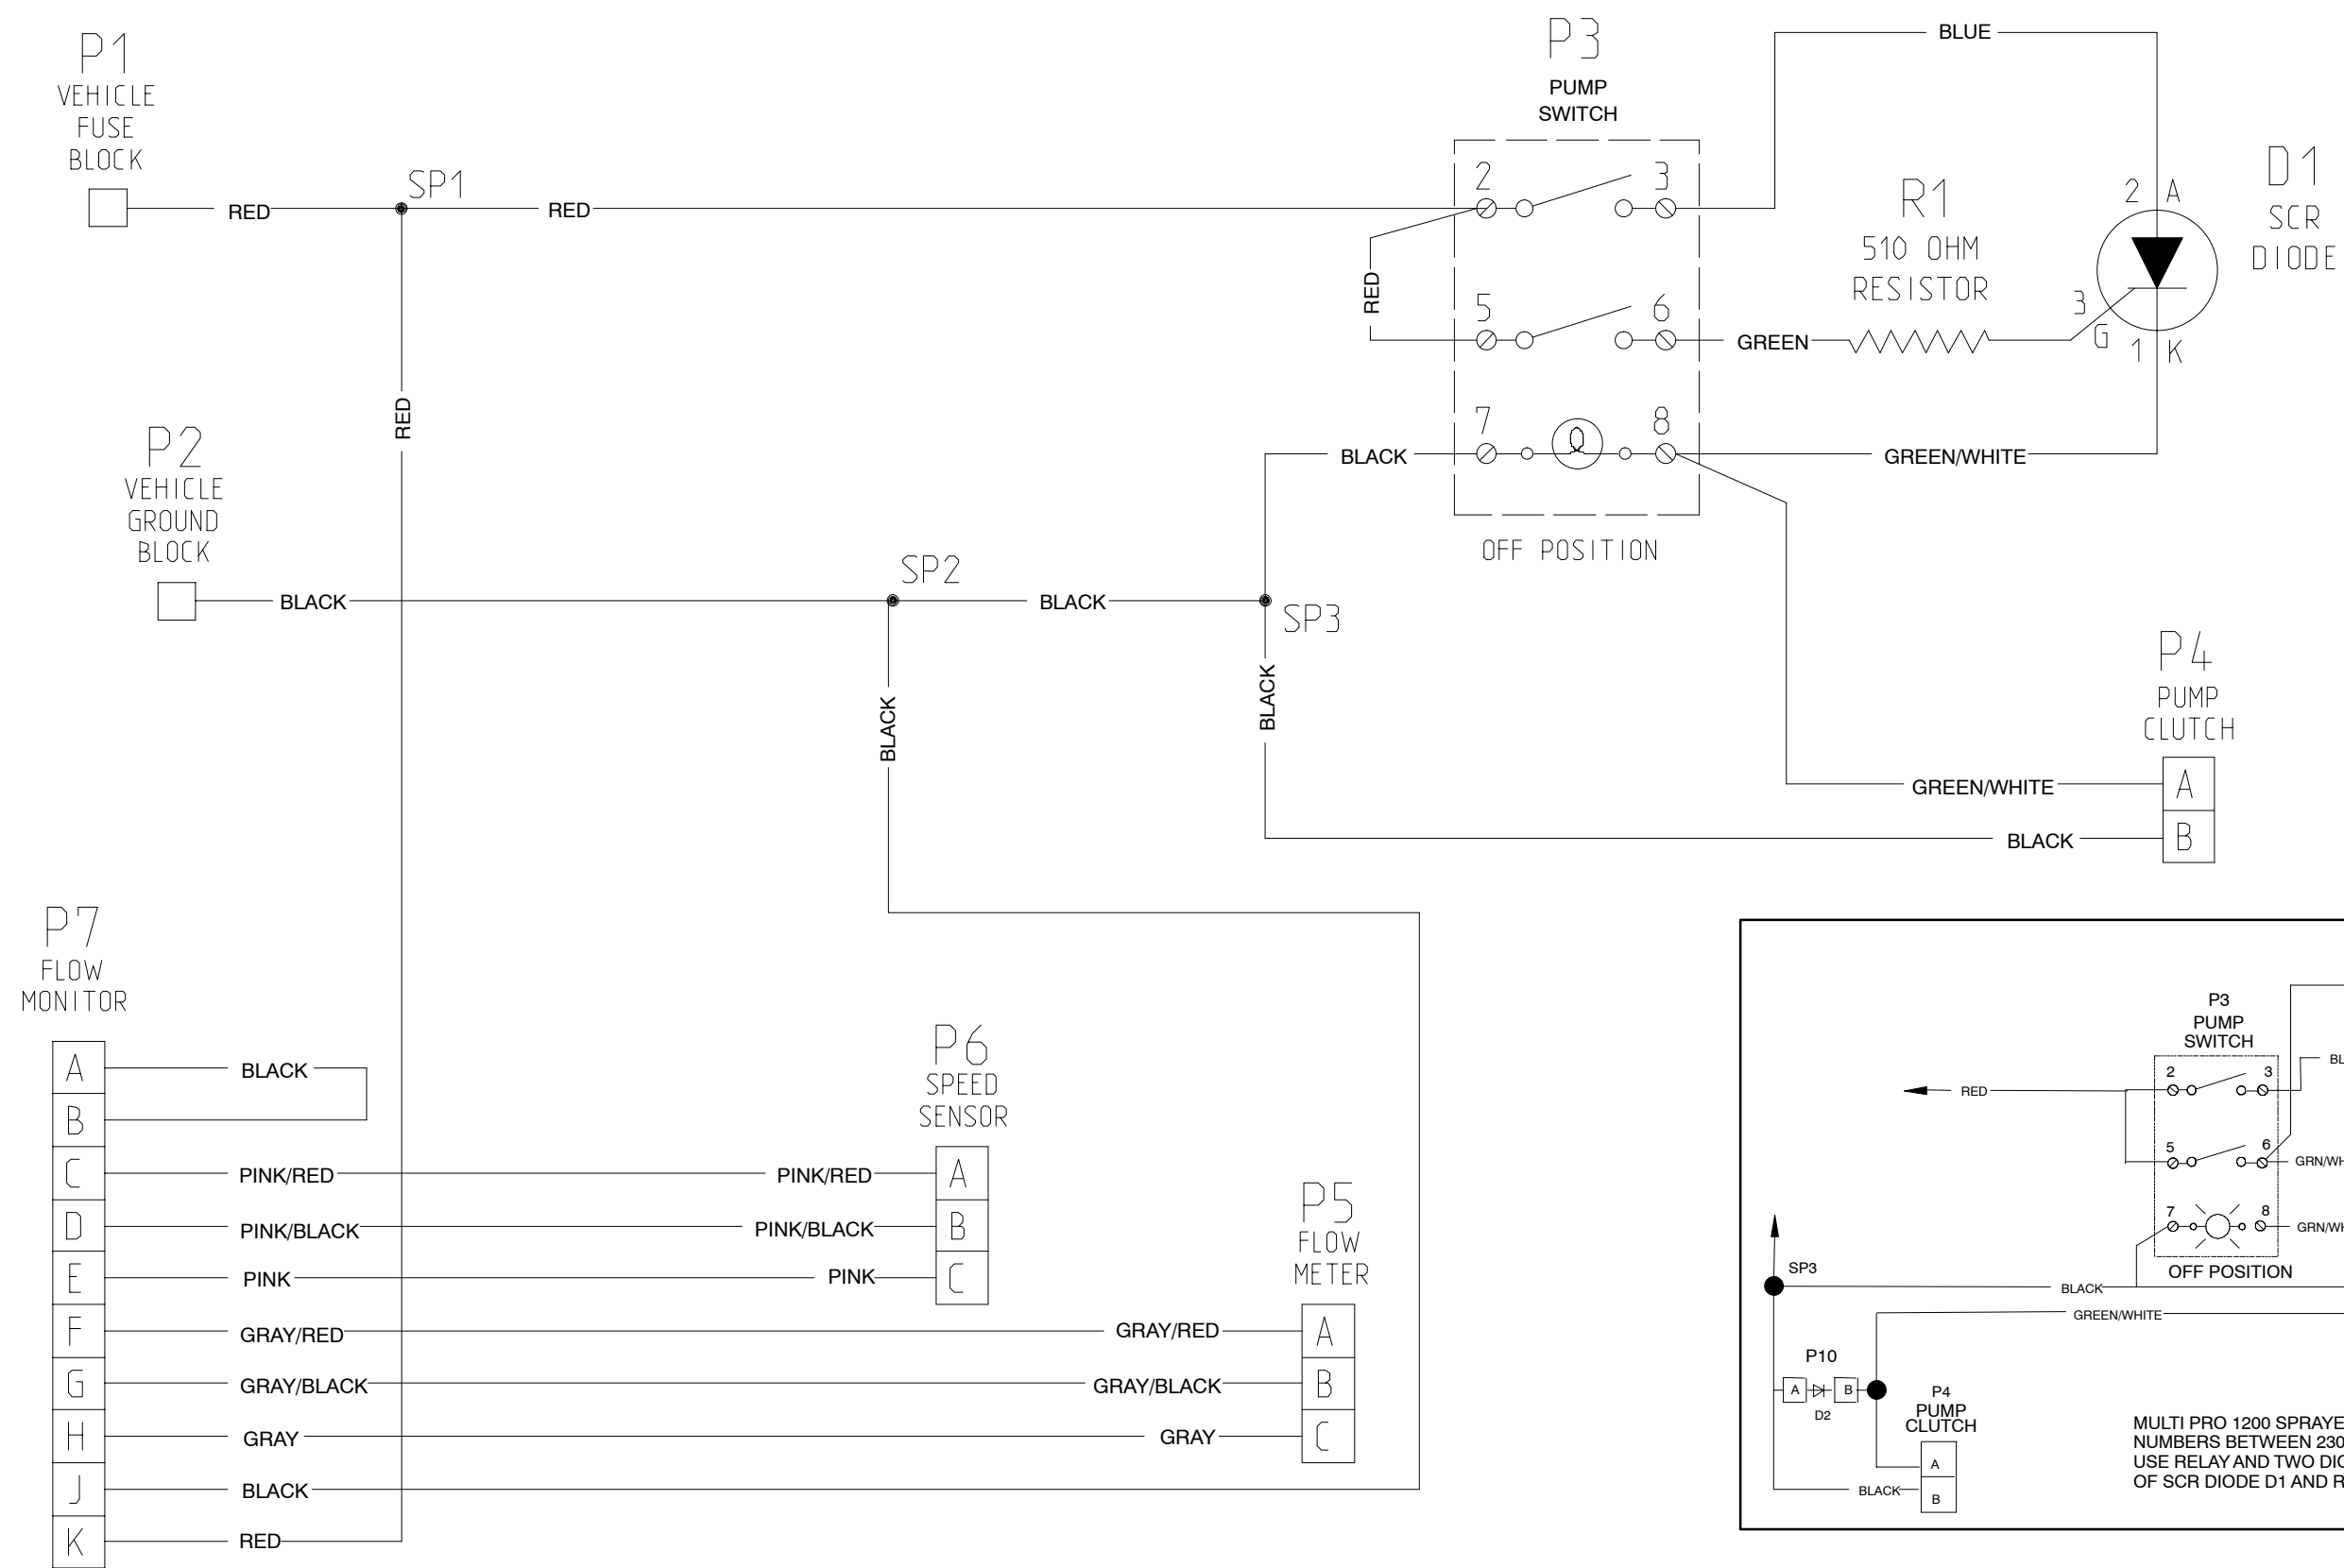 P1
VEHICLE
FUSE
BLOCK
RED
SP1
RED
RED
P3
PUMP
SWITCH
2
3
RED
5
6
7
8
OFF POSITION
BLUE
R1
510 OHM
RESISTOR
GREEN
2 A
3
G
1 K
D1
SCR
DIODE
BLACK
GREEN/WHITE
P2
VEHICLE
GROUND
BLOCK
BLACK
SP2
BLACK
SP3
BLACK
BLACK
P4
PUMP
CLUTCH
GREEN/WHITE
A
BLACK
B
P7
FLOW
MONITOR
A
BLACK
B
C
PINK/RED
PINK/RED
D
PINK/BLACK
PINK/BLACK
E
PINK
PINK
F
GRAY/RED
GRAY/RED
G
GRAY/BLACK
GRAY/BLACK
H
GRAY
GRAY
J
BLACK
K
RED
P6
SPEED
SENSOR
A
B
C
P5
FLOW
METER
A
B
C
P3
PUMP
SWITCH
2
3
BL
RED
5
6
GRN/WH
7
8
GRN/WH
OFF POSITION
SP3
BLACK
GREEN/WHITE
P10
A
B
D2
P4
PUMP
CLUTCH
A
BLACK
B
MULTI PRO 1200 SPRAYE
NUMBERS BETWEEN 230
USE RELAY AND TWO DIO
OF SCR DIODE D1 AND R